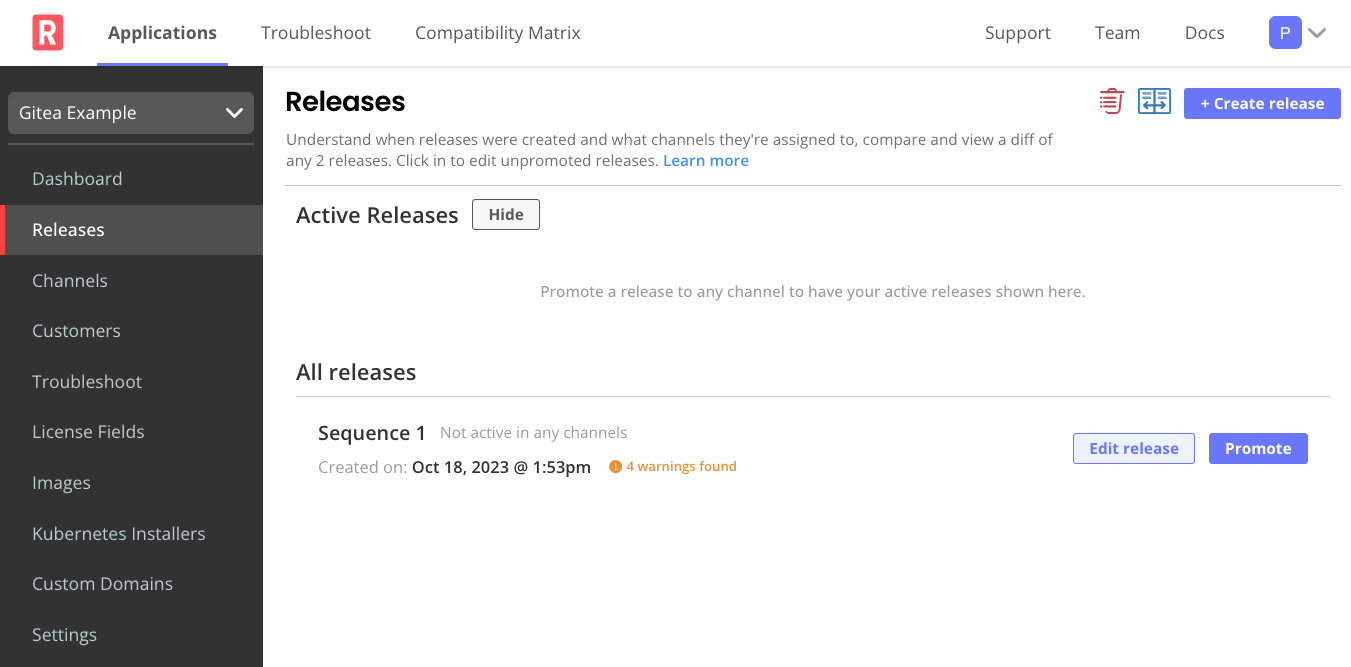 R
Applications
Troubleshoot
Compatibility Matrix
Support
Team
Docs
P
Gitea Example
Dashboard
Releases
Channels
Customers
Troubleshoot
License Fields
Images
Kubernetes Installers
Custom Domains
Settings
Releases
+ Create release
Understand when releases were created and what channels they're assigned to, compare and view a diff of
any 2 releases. Click in to edit unpromoted releases. Learn more
Active Releases
Hide
Promote a release to any channel to have your active releases shown here.
All releases
Sequence 1 Not active in any channels
Created on: Oct 18, 2023 @ 1:53pm 4 warnings found
Edit release
Promote